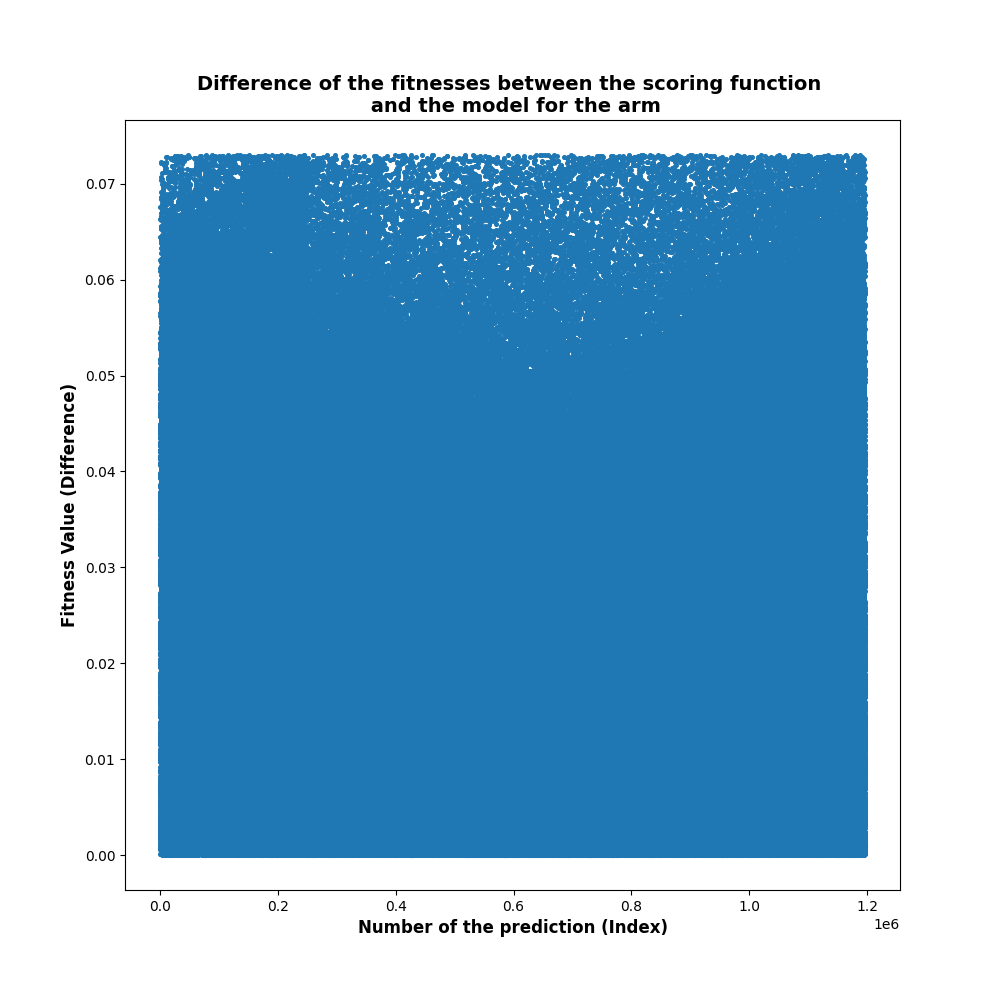 Difference of the fitnesses between the scoring function
and the model for the arm
Fitness Value (Difference)
0.07
0.06
0.05
0.04
0.03
0.02
0.01
0.00
0.0 0.2 0.4 0.6 0.8 1.0 1.2
1e6
Number of the prediction (Index)